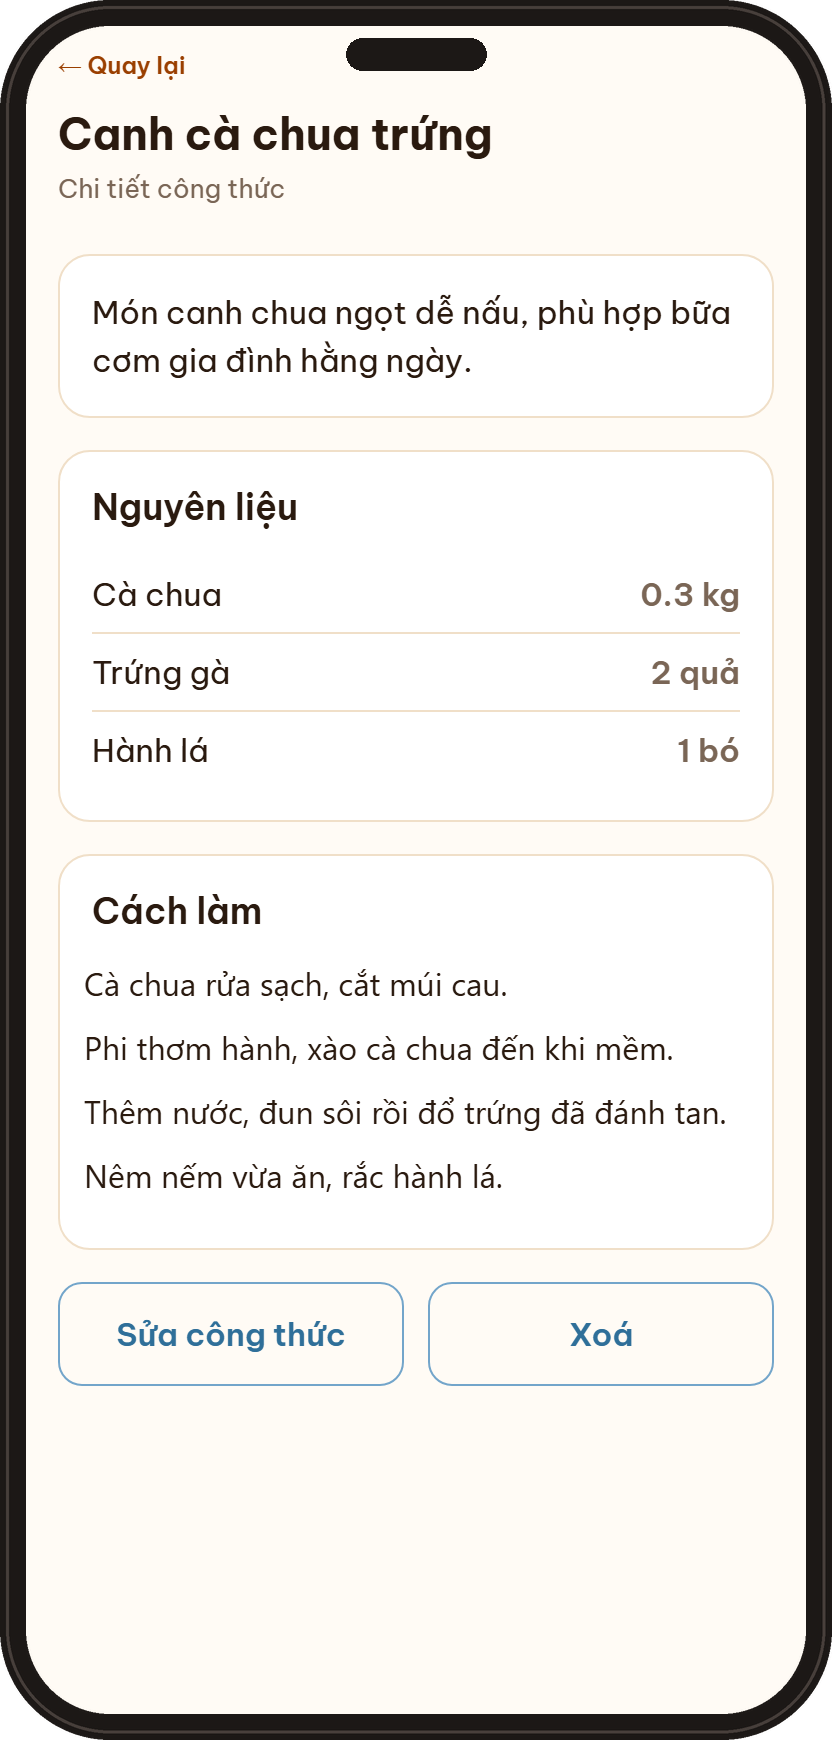 ← Quay lại
Canh cà chua trứng
Chi tiết công thức
Món canh chua ngọt dễ nấu, phù hợp bữa
cơm gia đình hằng ngày.
Nguyên liệu
Cà chua 0.3 kg
Trứng gà 2 quả
Hành lá 1 bó
Cách làm
Cà chua rửa sạch, cắt múi cau.
Phi thơm hành, xào cà chua đến khi mềm.
Thêm nước, đun sôi rồi đổ trứng đã đánh tan.
Nêm nếm vừa ăn, rắc hành lá.
Sửa công thức Xoá